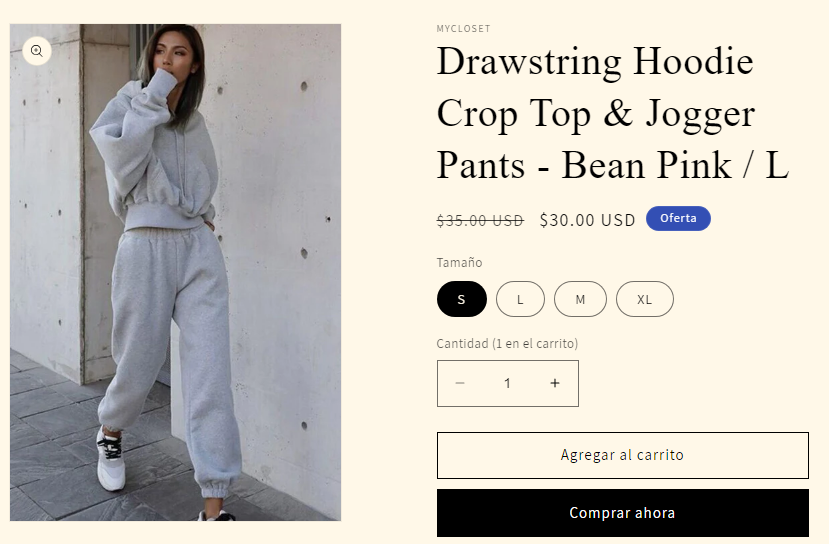 MYCLOSET
Drawstring Hoodie
Crop Top & Jogger
Pants - Bean Pink / L
$35.00 USD $30.00 USD Oferta
Tamaño
S L M XL
Cantidad (1 en el carrito)
− 1 +
Agregar al carrito
Comprar ahora